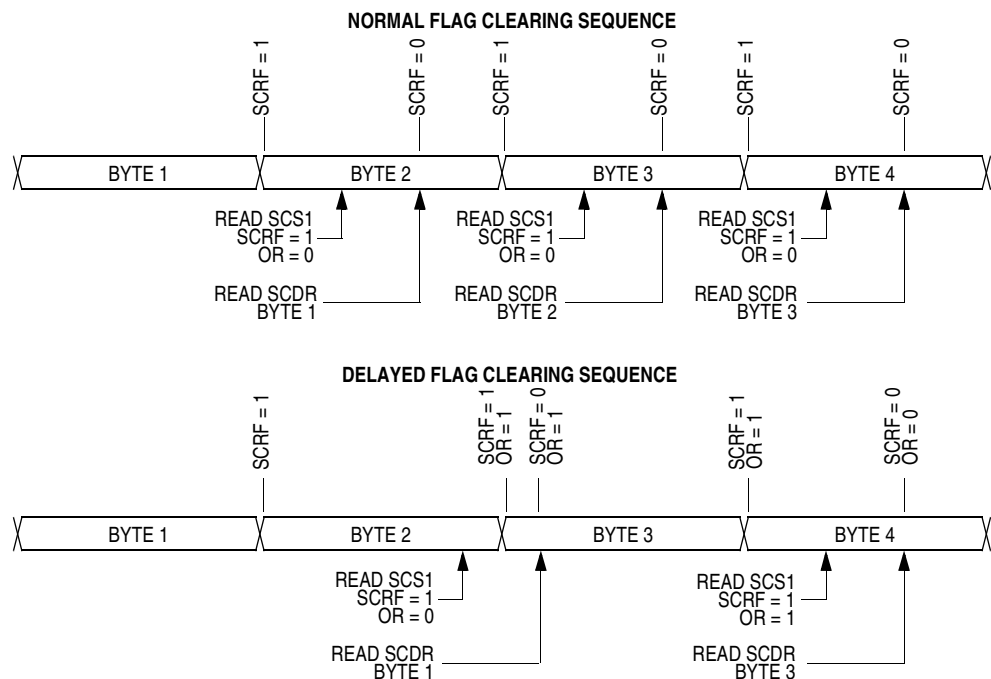 NORMAL FLAG CLEARING SEQUENCE
SCRF = 1
SCRF = 0
SCRF = 1
SCRF = 0
SCRF = 1
SCRF = 0
BYTE 1
BYTE 2
BYTE 3
BYTE 4
READ SCS1
SCRF = 1
OR = 0
READ SCS1
SCRF = 1
OR = 0
READ SCS1
SCRF = 1
OR = 0
READ SCDR
BYTE 1
READ SCDR
BYTE 2
READ SCDR
BYTE 3
DELAYED FLAG CLEARING SEQUENCE
SCRF = 1
SCRF = 1
OR = 1
SCRF = 0
OR = 1
SCRF = 1
OR = 1
SCRF = 0
OR = 0
BYTE 1
BYTE 2
BYTE 3
BYTE 4
READ SCS1
SCRF = 1
OR = 0
READ SCS1
SCRF = 1
OR = 1
READ SCDR
BYTE 1
READ SCDR
BYTE 3